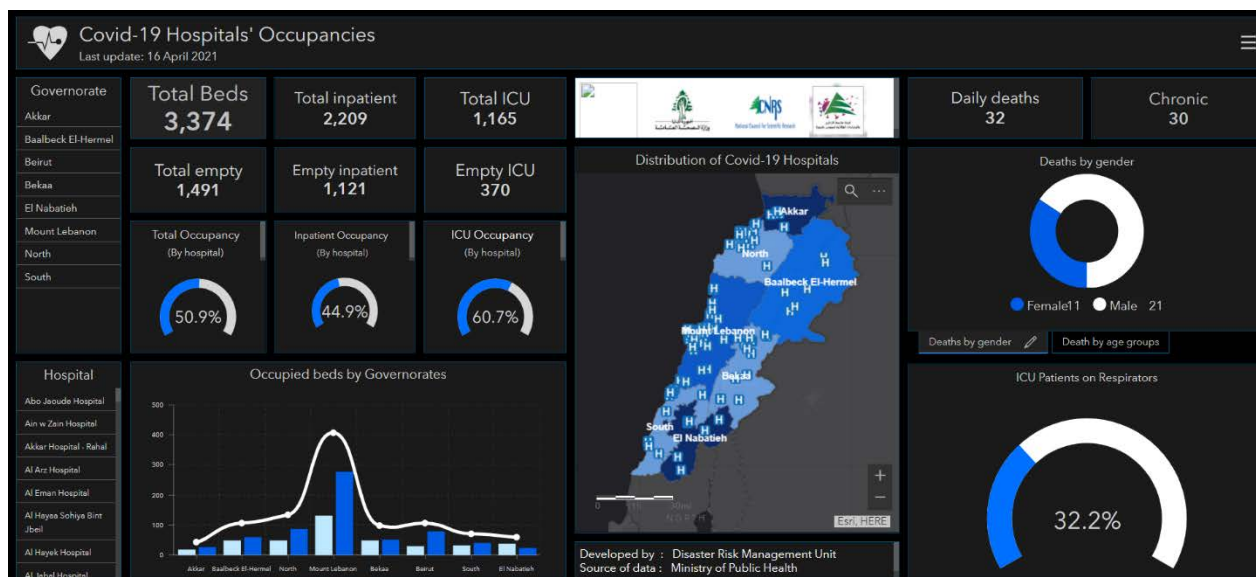 Covid-19 Hospitals' Occupancies
Last update: 16 April 2021
Governorate
Akkar
Baalbeck El-Hermel
Beirut
Bekaa
El Nabatieh
Mount Lebanon
North
South
Total Beds
3,374
Total inpatient
2,209
Total ICU
1,165
Total empty
1,491
Empty inpatient
1,121
Empty ICU
370
Total Occupancy
(By hospital)
50.9%
Inpatient Occupancy
(By hospital)
44.9%
ICU Occupancy
(By hospital)
60.7%
CNRS
National Council for Scientific Research
Daily deaths
32
Chronic
30
Distribution of Covid-19 Hospitals
Akkar
North
Baalbeck El-Hermel
Mount Lebanon
Bekaa
South
El Nabatieh
Esri, HERE
Deaths by gender
Female11 Male 21
Deaths by gender
Death by age groups
Hospital
Abo Jaoude Hospital
Ain w Zain Hospital
Akkar Hospital - Rahal
Al Arz Hospital
Al Eman Hospital
Al Hayaa Sohiya Bint
Jbeil
Al Hayek Hospital
Al Jabal Hospital
Occupied beds by Governorates
500
400
300
200
100
0
Akkar Baalbeck El-Hermel North Mount Lebanon Bekaa Beirut South El Nabatieh
Developed by : Disaster Risk Management Unit
Source of data : Ministry of Public Health
ICU Patients on Respirators
32.2%